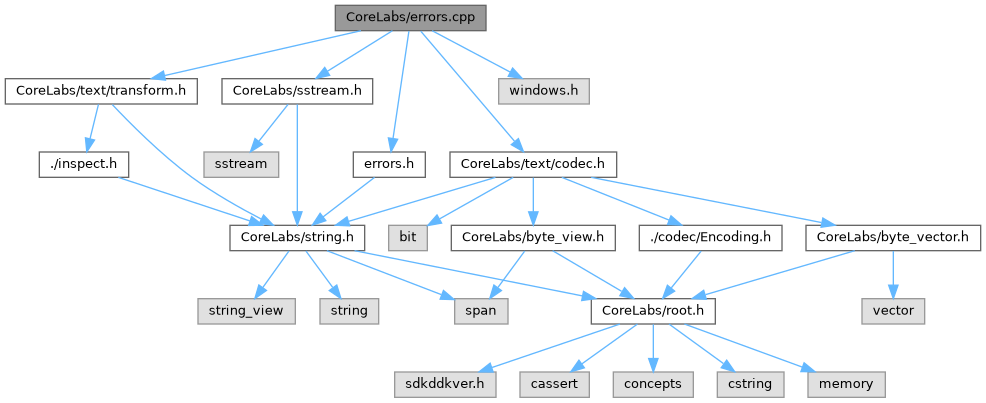 CoreLabs/errors.cpp
CoreLabs/text/transform.h
CoreLabs/sstream.h
windows.h
./inspect.h
sstream
errors.h
CoreLabs/text/codec.h
CoreLabs/string.h
bit
CoreLabs/byte_view.h
./codec/Encoding.h
CoreLabs/byte_vector.h
string_view
string
span
CoreLabs/root.h
vector
sdkddkver.h
cassert
concepts
cstring
memory